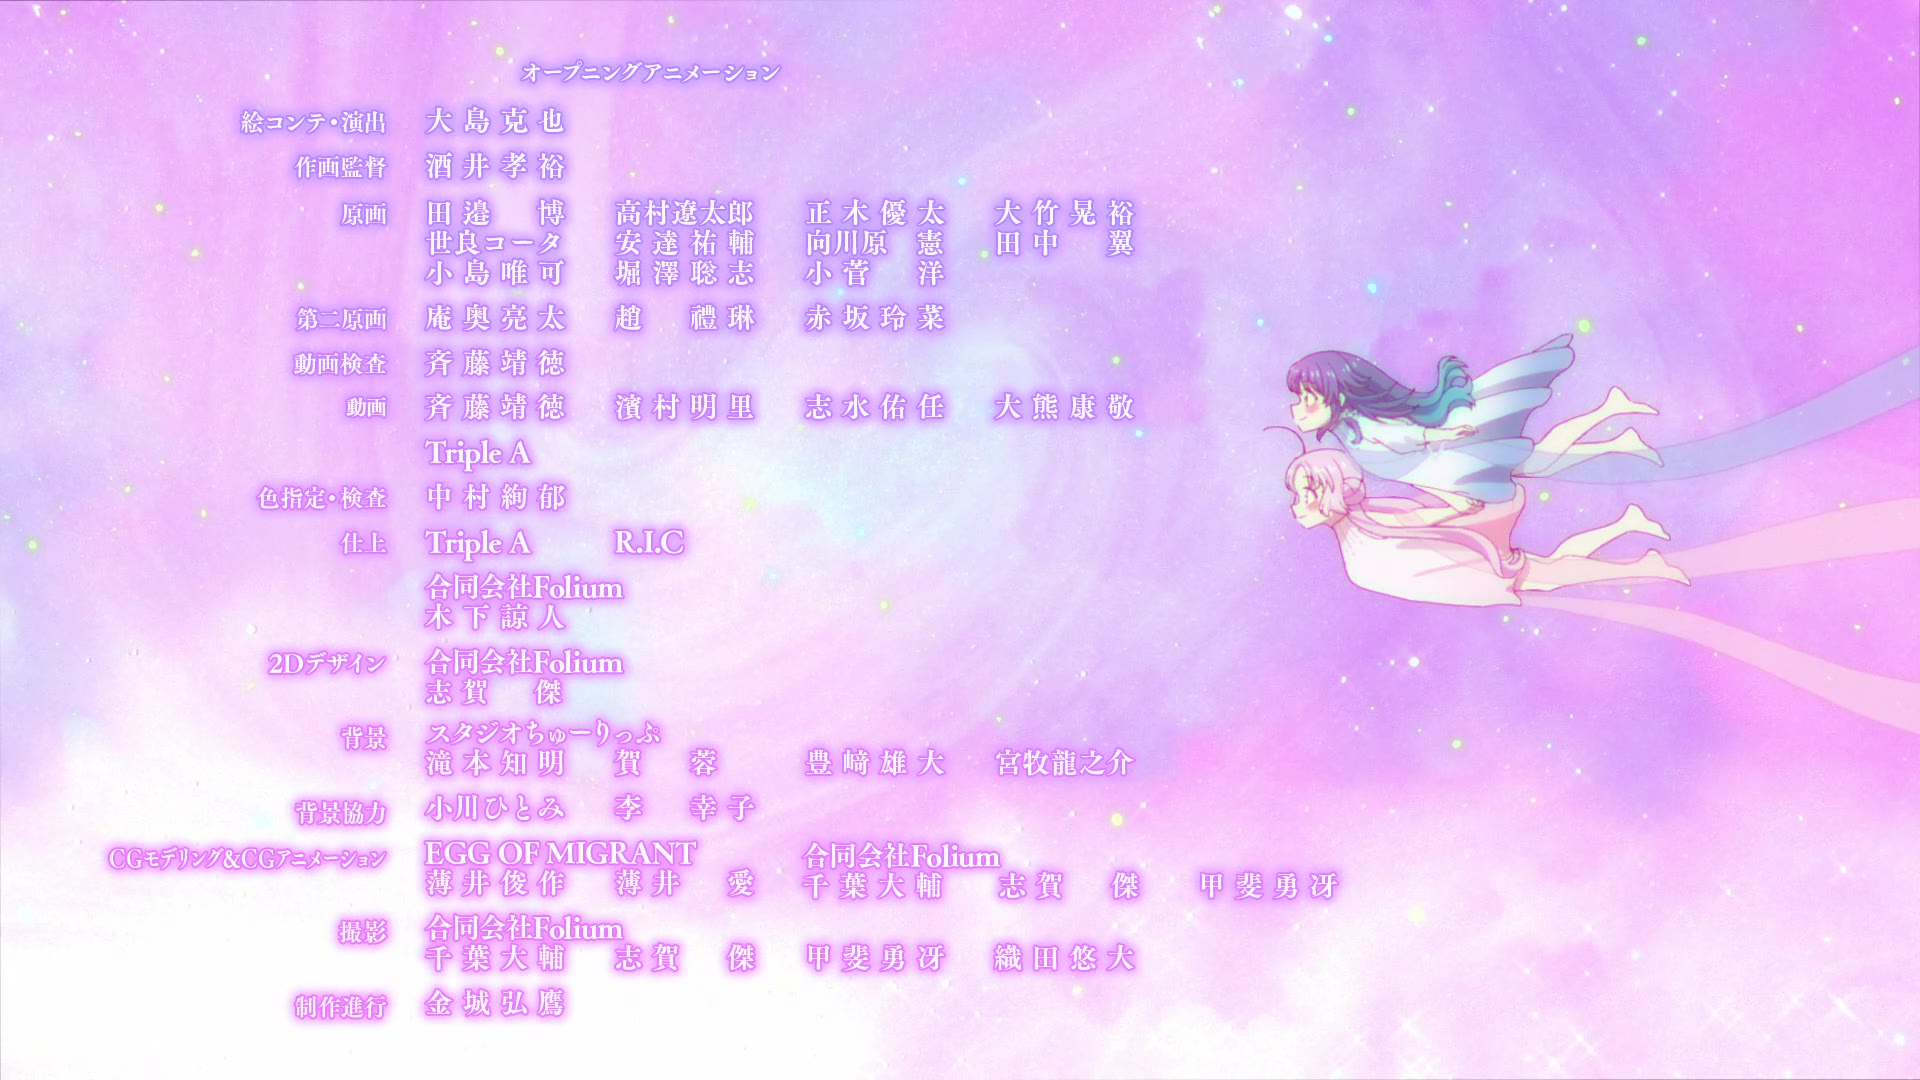 オープニングアニメーション
絵コンテ・演出 大島克也
作画監督 酒井孝裕
原画 田邉博 高村遼太郎 正木優太 大竹晃裕
世良コータ 安達祐輔 向川原憲 田中翼
小島唯可 堀澤聡志 小菅洋
第二原画 庵奥亮太 趙禮琳 赤坂玲菜
動画検査 斉藤靖徳
動画 斉藤靖徳 濱村明里 志水佑任 大熊康敬
Triple A
色指定・検査 中村絢郁
仕上 Triple A R.I.C
合同会社Folium
木下諒人
2Dデザイン 合同会社Folium
志賀傑
背景 スタジオちゅーりっぷ
滝本知明 賀蓉 豊﨑雄大 宮牧龍之介
背景協力 小川ひとみ 李幸子
CGモデリング&CGアニメーション EGG OF MIGRANT 合同会社Folium
薄井俊作 薄井愛 千葉大輔 志賀傑 甲斐勇冴
撮影 合同会社Folium
千葉大輔 志賀傑 甲斐勇冴 織田悠大
制作進行 金城弘鷹